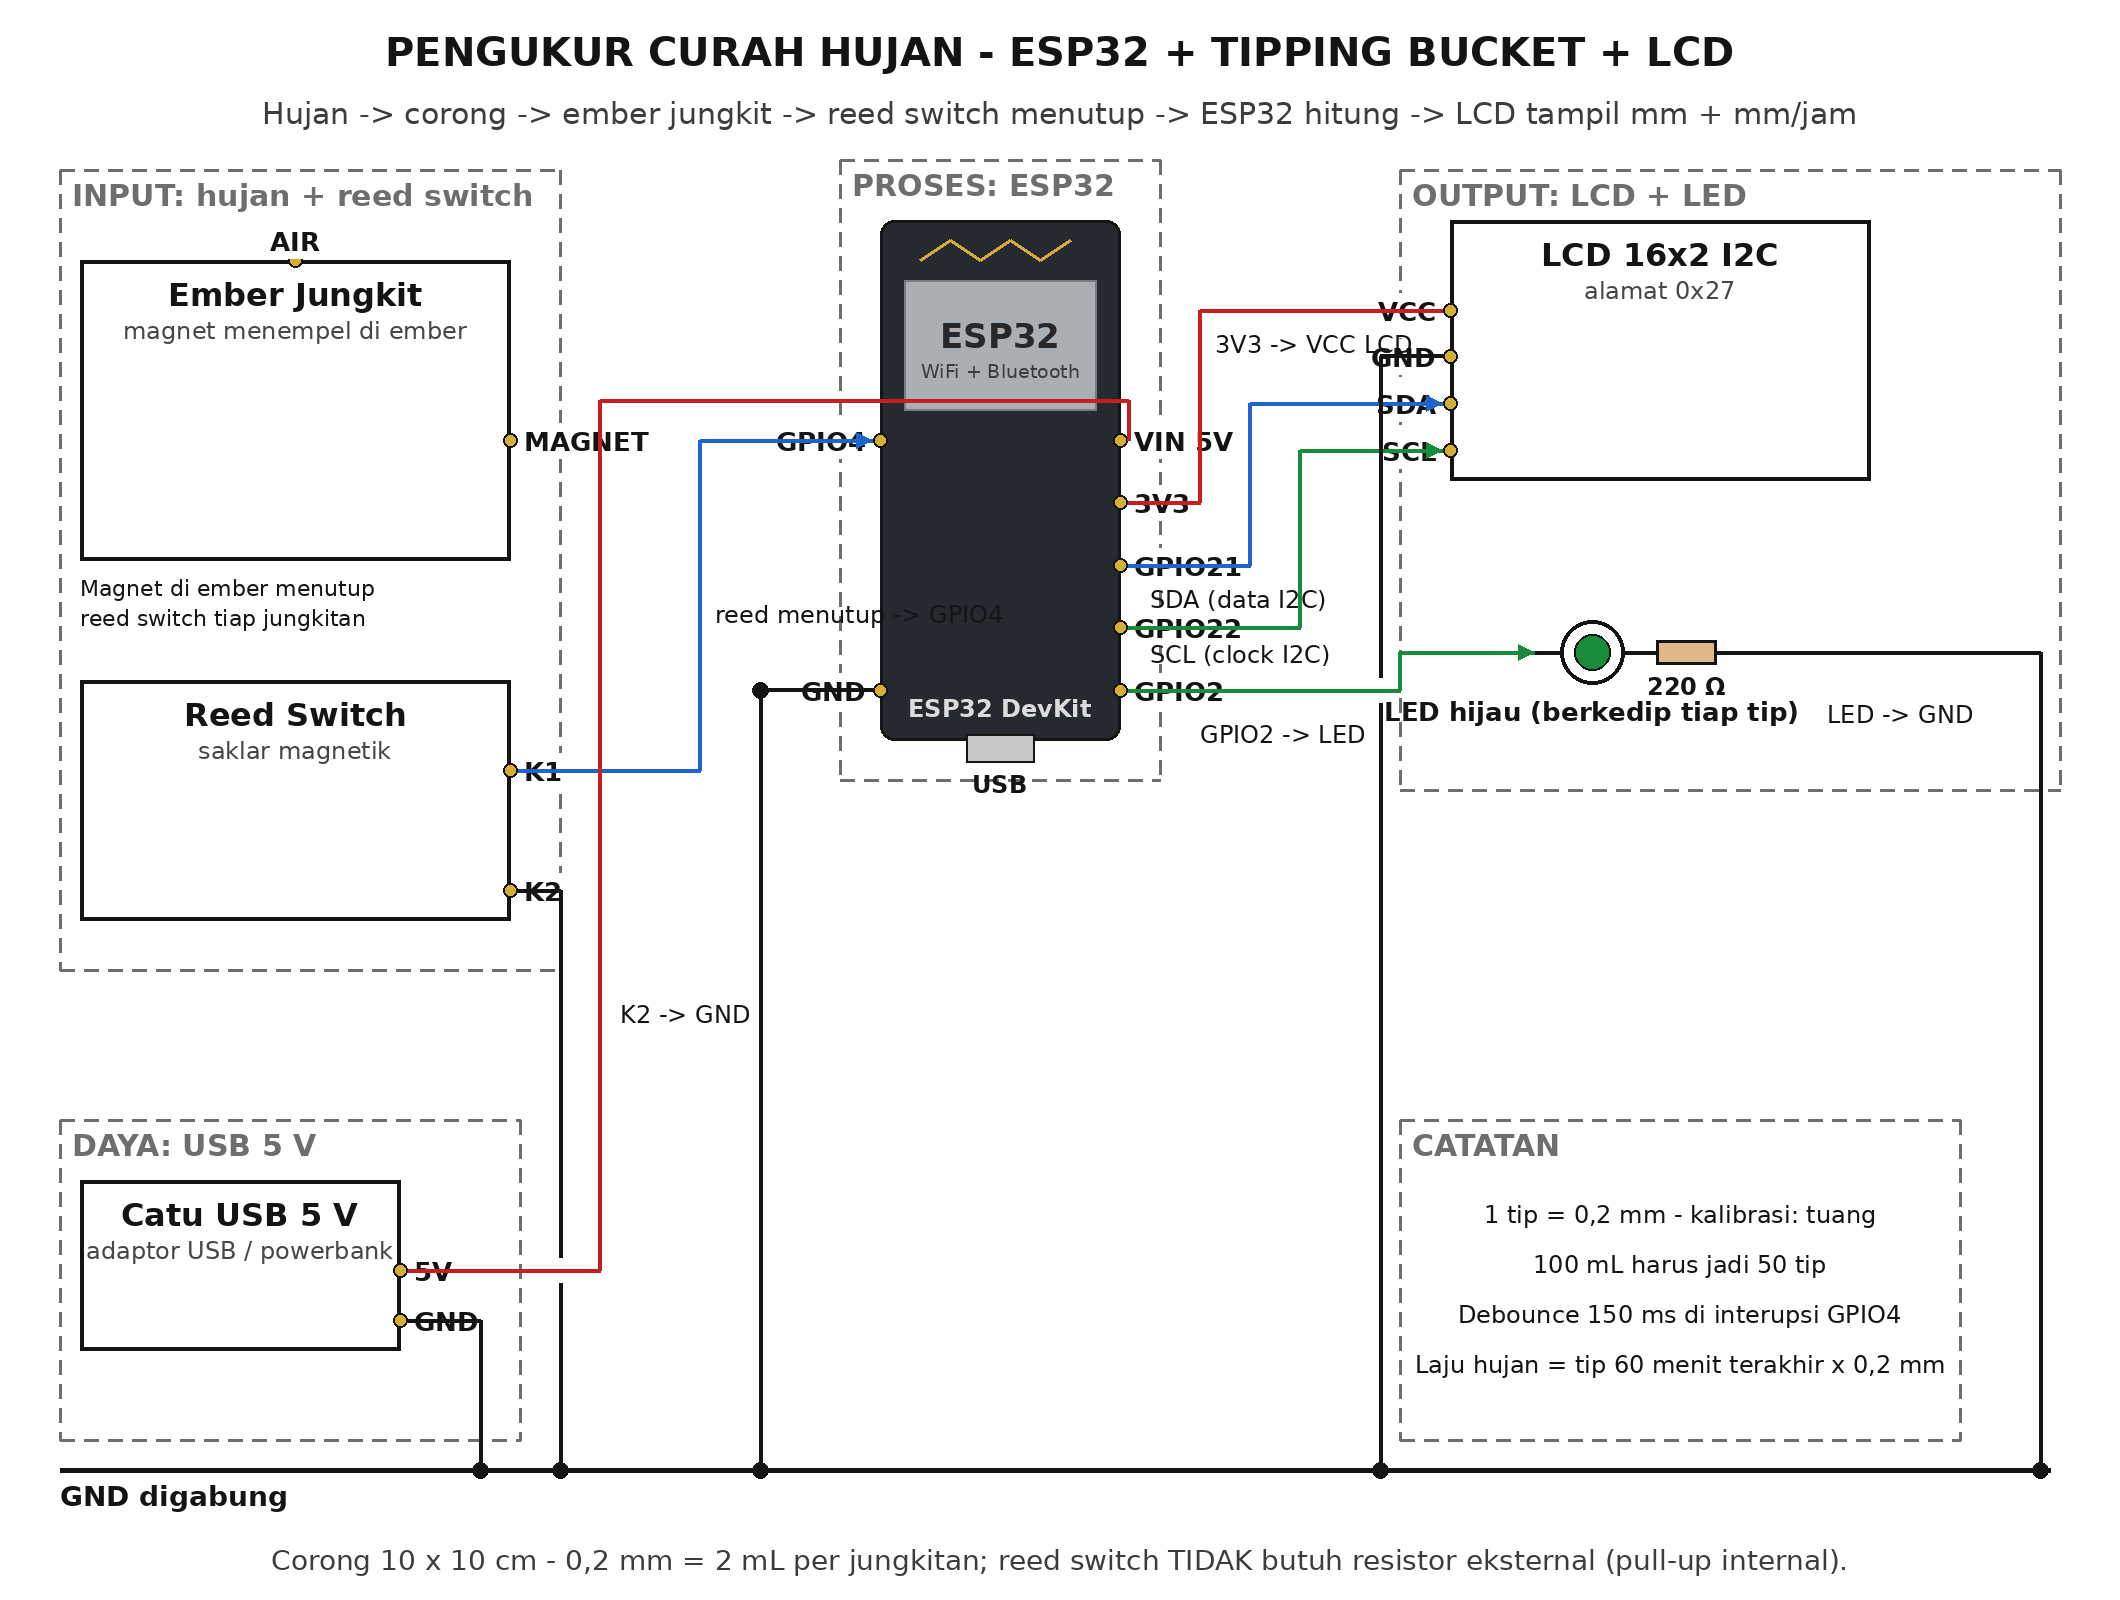 PENGUKUR CURAH HUJAN - ESP32 + TIPPING BUCKET + LCD
Hujan -> corong -> ember jungkit -> reed switch menutup -> ESP32 hitung -> LCD tampil mm + mm/jam
INPUT: hujan + reed switch
AIR
Ember Jungkit
magnet menempel di ember
MAGNET
Magnet di ember menutup
reed switch tiap jungkitan
Reed Switch
saklar magnetik
K1
K2
K2 -> GND
PROSES: ESP32
ESP32
WiFi + Bluetooth
GPIO4
reed menutup -> GPIO4
GND
VIN 5V
3V3
GPIO21
SDA (data I2C)
GPIO22
SCL (clock I2C)
GPIO2
ESP32 DevKit
USB
3V3 -> VCC LCD
GPIO2 -> LED
OUTPUT: LCD + LED
LCD 16x2 I2C
alamat 0x27
VCC
GND
SDA
SCL
220 Ω
LED hijau (berkedip tiap tip)
LED -> GND
DAYA: USB 5 V
Catu USB 5 V
adaptor USB / powerbank
5V
GND
CATATAN
1 tip = 0,2 mm - kalibrasi: tuang
100 mL harus jadi 50 tip
Debounce 150 ms di interupsi GPIO4
Laju hujan = tip 60 menit terakhir x 0,2 mm
GND digabung
Corong 10 x 10 cm - 0,2 mm = 2 mL per jungkitan; reed switch TIDAK butuh resistor eksternal (pull-up internal).